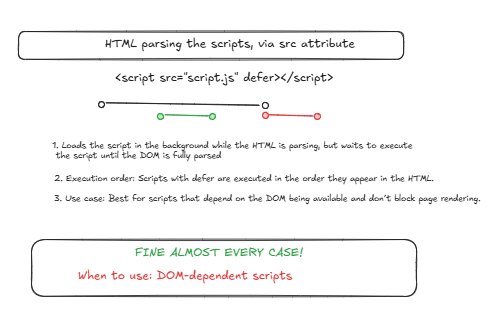 HTML parsing the scripts, via src attribute
<script src="script.js" defer></script>
1. Loads the script in the background while the HTML is parsing, but waits to execute
the script until the DOM is fully parsed
2. Execution order: Scripts with defer are executed in the order they appear in the HTML.
3. Use case: Best for scripts that depend on the DOM being available and don't block page rendering.
FINE ALMOST EVERY CASE!
When to use: DOM-dependent scripts